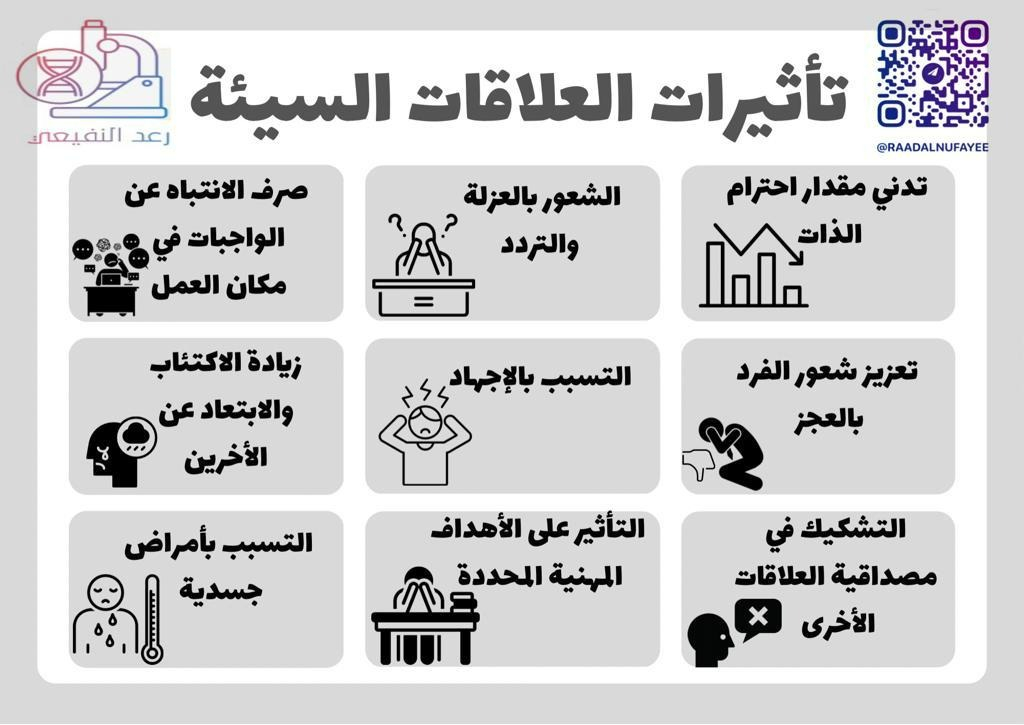 رعد النفيعي
@RAADALNUFAYEE
تأثيرات العلاقات السيئة
تدني مقدار احترام
الذات
الشعور بالعزلة
والتردد
صرف الانتباه عن
الواجبات في
مكان العمل
تعزيز شعور الفرد
بالعجز
التسبب بالإجهاد
زيادة الاكتئاب
والابتعاد عن
الأخرين
التشكيك في
مصداقية العلاقات
الأخرى
التأثير على الأهداف
المهنية المحددة
التسبب بأمراض
جسدية